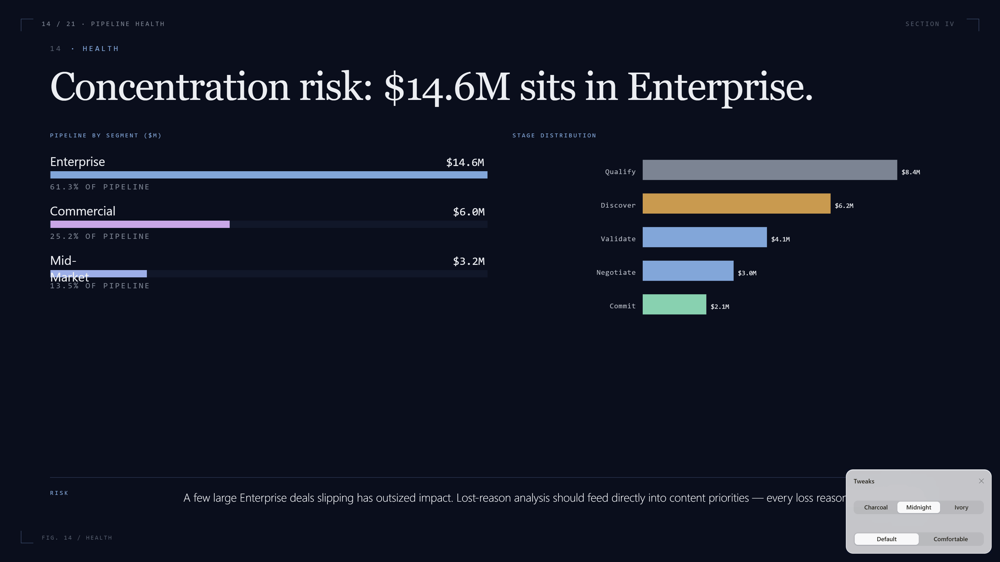 14 / 21 · PIPELINE HEALTH
SECTION IV
14 · HEALTH
Concentration risk: $14.6M sits in Enterprise.
PIPELINE BY SEGMENT ($M)
Enterprise $14.6M
61.3% OF PIPELINE
Commercial $6.0M
25.2% OF PIPELINE
Mid-
Market
$3.2M
13.5% OF PIPELINE
STAGE DISTRIBUTION
Qualify $8.4M
Discover $6.2M
Validate $4.1M
Negotiate $3.0M
Commit $2.1M
RISK
A few large Enterprise deals slipping has outsized impact. Lost-reason analysis should feed directly into content priorities — every loss reason
FIG. 14 / HEALTH
Tweaks
Charcoal Midnight Ivory
Default Comfortable